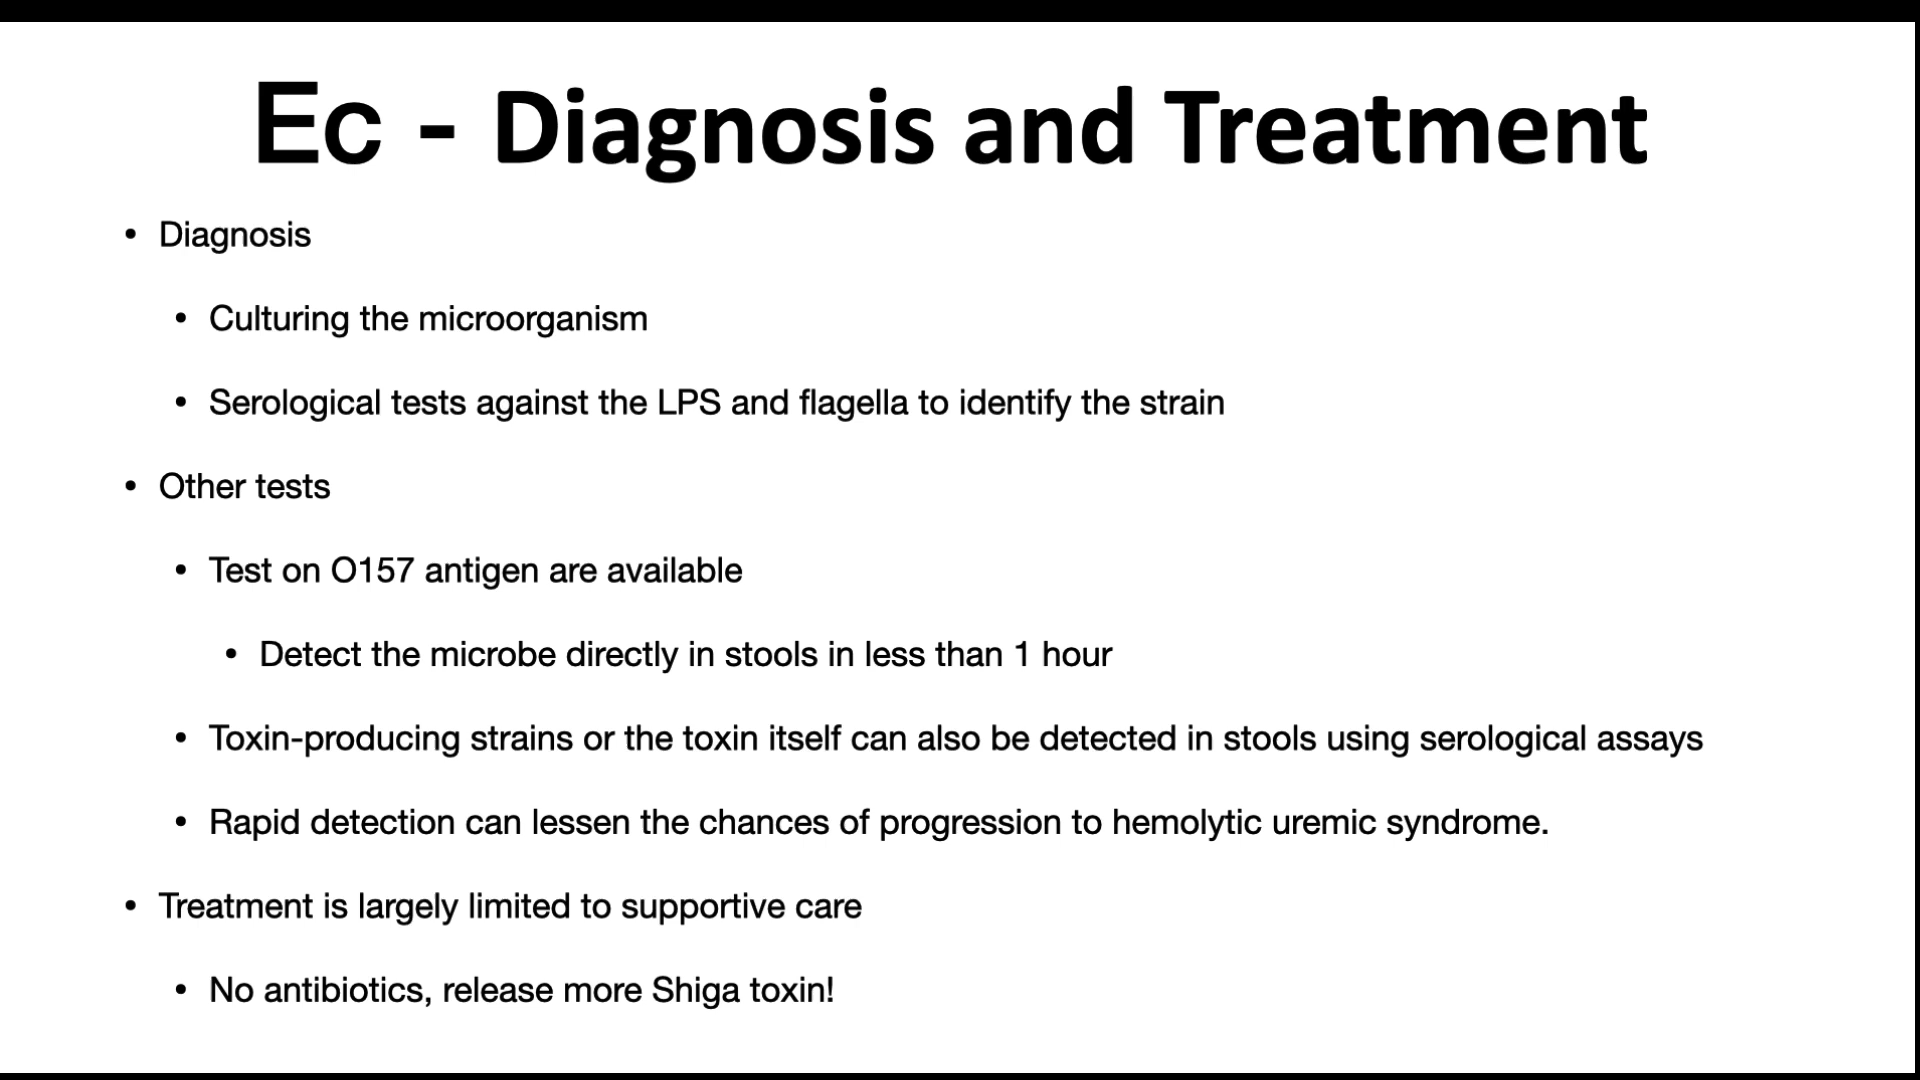 Ec - Diagnosis and Treatment
• Diagnosis
• Culturing the microorganism
• Serological tests against the LPS and flagella to identify the strain
• Other tests
• Test on O157 antigen are available
• Detect the microbe directly in stools in less than 1 hour
• Toxin-producing strains or the toxin itself can also be detected in stools using serological assays
• Rapid detection can lessen the chances of progression to hemolytic uremic syndrome.
• Treatment is largely limited to supportive care
• No antibiotics, release more Shiga toxin!